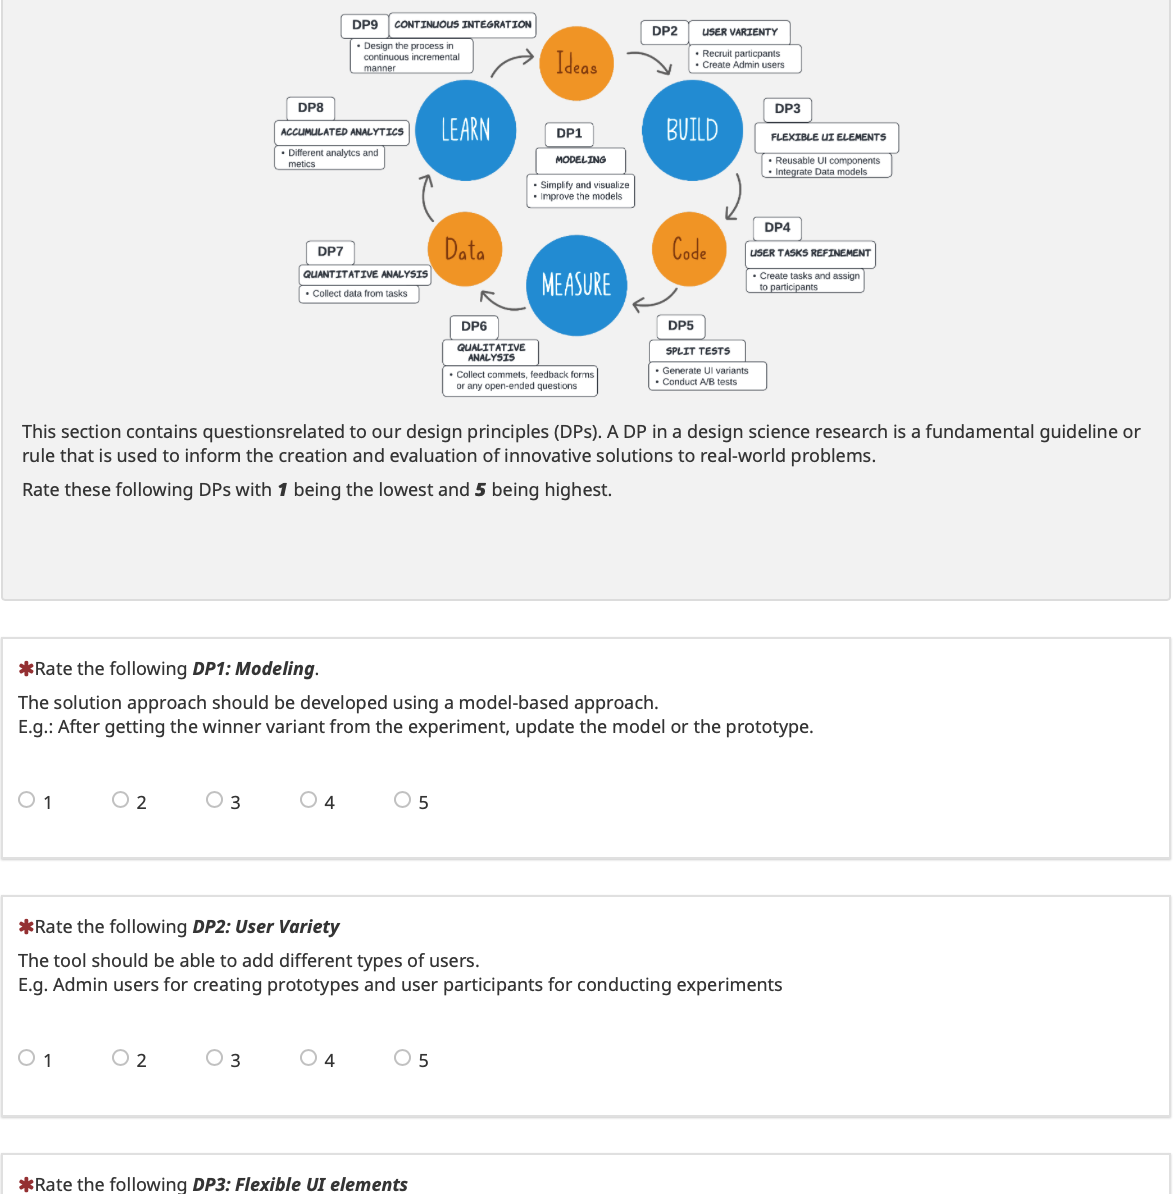 DP9 CONTINUOUS INTEGRATION
• Design the process in
continuous incremental
manner
Ideas
DP2 USER VARIENTY
• Recruit particpants
• Create Admin users
DP8
ACCUMULATED ANALYTICS
• Different analytcs and
metics
LEARN
DP1
MODELING
• Simplify and visualize
• Improve the models
BUILD
DP3
FLEXIBLE UI ELEMENTS
• Reusable UI components
• Integrate Data models
DP7
QUANTITATIVE ANALYSIS
• Collect data from tasks
Data
Code
DP4
USER TASKS REFINEMENT
• Create tasks and assign
to participants
MEASURE
DP6
QUALITATIVE
ANALYSIS
• Collect commets, feedback forms
or any open-ended questions
DP5
SPLIT TESTS
• Generate UI variants
• Conduct A/B tests
This section contains questionsrelated to our design principles (DPs). A DP in a design science research is a fundamental guideline or
rule that is used to inform the creation and evaluation of innovative solutions to real-world problems.
Rate these following DPs with 1 being the lowest and 5 being highest.
✱Rate the following DP1: Modeling.
The solution approach should be developed using a model-based approach.
E.g.: After getting the winner variant from the experiment, update the model or the prototype.
1 2 3 4 5
✱Rate the following DP2: User Variety
The tool should be able to add different types of users.
E.g. Admin users for creating prototypes and user participants for conducting experiments
1 2 3 4 5
✱Rate the following DP3: Flexible UI elements